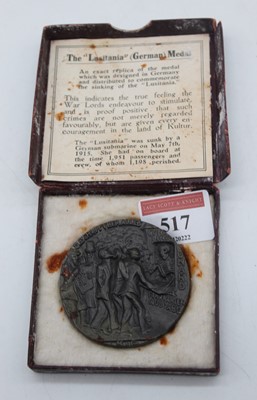 The "Lusitania" (German) Medal
An exact replica of the medal
which was designed in Germany
and distributed to commemorate
the sinking of the "Lusitania."
This indicates the true feeling the
War Lords endeavour to stimulate,
and is proof positive that such
crimes are not merely regarded
favourably, but are given every en-
couragement in the land of Kultur.
The "Lusitania" was sunk by a
German submarine on May 7th,
1915. She had on board at
the time 1,951 passengers and
crew, of whom 1,198 perished.
LACY SCOTT & KNIGHT
517
20222